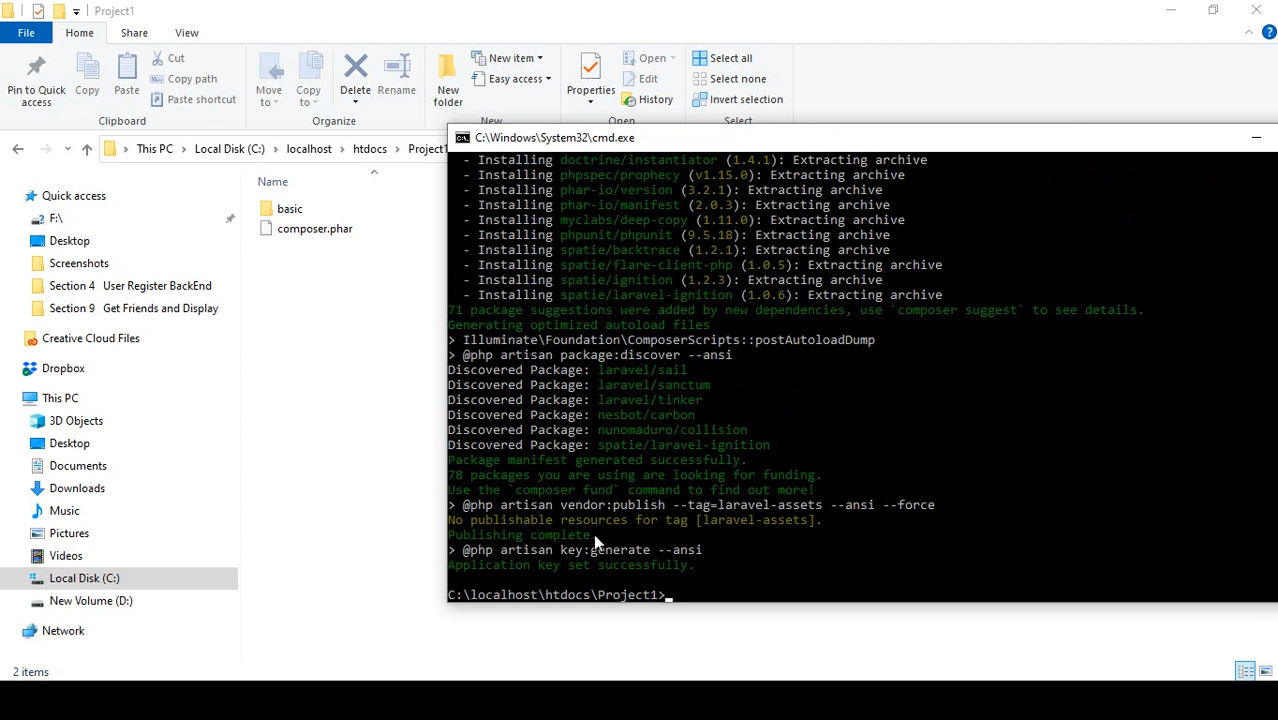 Project1
File
Home
Share
View
Pin to Quick access
Copy
Paste
Cut
Copy path
Paste shortcut
Clipboard
Move to
Copy to
Delete
Rename
Organize
New folder
New item
Easy access
New
Properties
Open
Edit
History
Open
Select all
Select none
Invert selection
Select
This PC
Local Disk (C:)
localhost
htdocs
Project1
Name
basic
composer.phar
Quick access
F:\
Desktop
Screenshots
Section 4 User Register BackEnd
Section 9 Get Friends and Display
Creative Cloud Files
Dropbox
This PC
3D Objects
Desktop
Documents
Downloads
Music
Pictures
Videos
Local Disk (C:)
New Volume (D:)
Network
2 items
C:\Windows\System32\cmd.exe
- Installing doctrine/instantiator (1.4.1): Extracting archive
- Installing phpspec/prophecy (v1.15.0): Extracting archive
- Installing phar-io/version (3.2.1): Extracting archive
- Installing phar-io/manifest (2.0.3): Extracting archive
- Installing myclabs/deep-copy (1.11.0): Extracting archive
- Installing phpunit/phpunit (9.5.18): Extracting archive
- Installing spatie/backtrace (1.2.1): Extracting archive
- Installing spatie/flare-client-php (1.0.5): Extracting archive
- Installing spatie/ignition (1.2.3): Extracting archive
- Installing spatie/laravel-ignition (1.0.6): Extracting archive
71 package suggestions were added by new dependencies, use `composer suggest` to see details.
Generating optimized autoload files
> Illuminate\Foundation\ComposerScripts::postAutoloadDump
> @php artisan package:discover --ansi
Discovered Package: laravel/sail
Discovered Package: laravel/sanctum
Discovered Package: laravel/tinker
Discovered Package: nesbot/carbon
Discovered Package: nunomaduro/collision
Discovered Package: spatie/laravel-ignition
Package manifest generated successfully.
78 packages you are using are looking for funding.
Use the `composer fund` command to find out more!
> @php artisan vendor:publish --tag=laravel-assets --ansi --force
No publishable resources for tag [laravel-assets].
Publishing complete.
> @php artisan key:generate --ansi
Application key set successfully.
C:\localhost\htdocs\Project1>